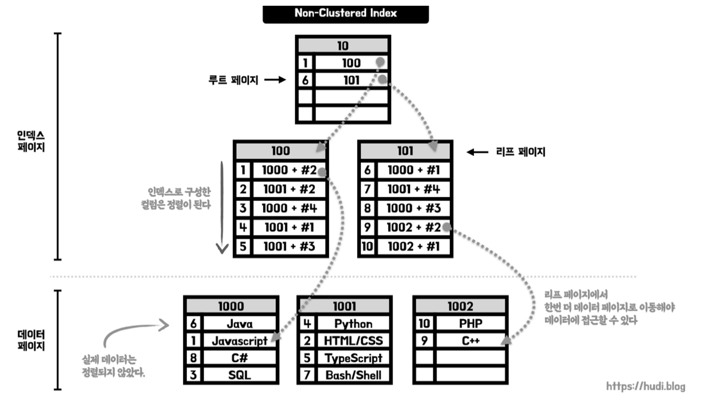 Non-Clustered Index
10
1 100
6 101
루트 페이지
인덱스
페이지
100
1 1000 + #2
2 1001 + #2
3 1000 + #4
4 1001 + #1
5 1001 + #3
101
6 1000 + #1
7 1001 + #4
8 1000 + #3
9 1002 + #2
10 1002 + #1
리프 페이지
인덱스로 구성한
컬럼은 정렬이 된다
데이터
페이지
1000
6 Java
1 Javascript
8 C#
3 SQL
1001
4 Python
2 HTML/CSS
5 TypeScript
7 Bash/Shell
1002
10 PHP
9 C++
리프 페이지에서
한번 더 데이터 페이지로 이동해야
데이터에 접근할 수 있다
실제 데이터는
정렬되지 않았다.
https://hudi.blog